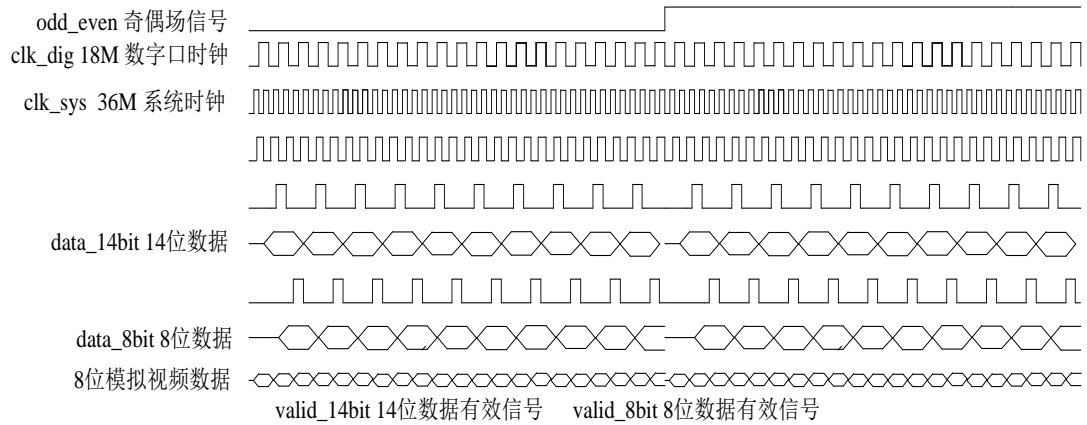 odd_even 奇偶场信号
clk_dig 18M 数字口时钟
clk_sys 36M 系统时钟
data_14bit 14位数据
data_8bit 8位数据
8位模拟视频数据
valid_14bit 14位数据有效信号 valid_8bit 8位数据有效信号